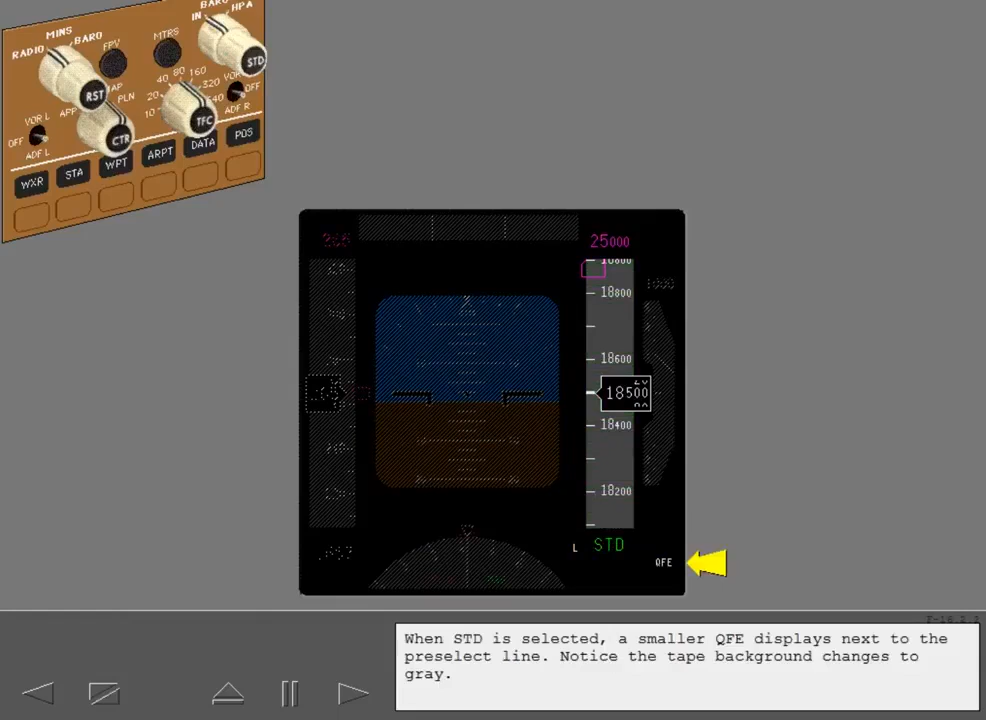 MINS
RADIO
BARO
FPV
MTRS
BARO
IN
HPA
STD
RST
VOR L
OFF
ADF L
APP
PLN
CTR
10
20
40
80
160
320
640
TFC
OFF
ADF R
WXR
STA
WPT
ARPT
DATA
POS
25000
18800
18600
18500
18400
18200
L
STD
QFE
When STD is selected, a smaller QFE displays next to the
preselect line. Notice the tape background changes to
gray.